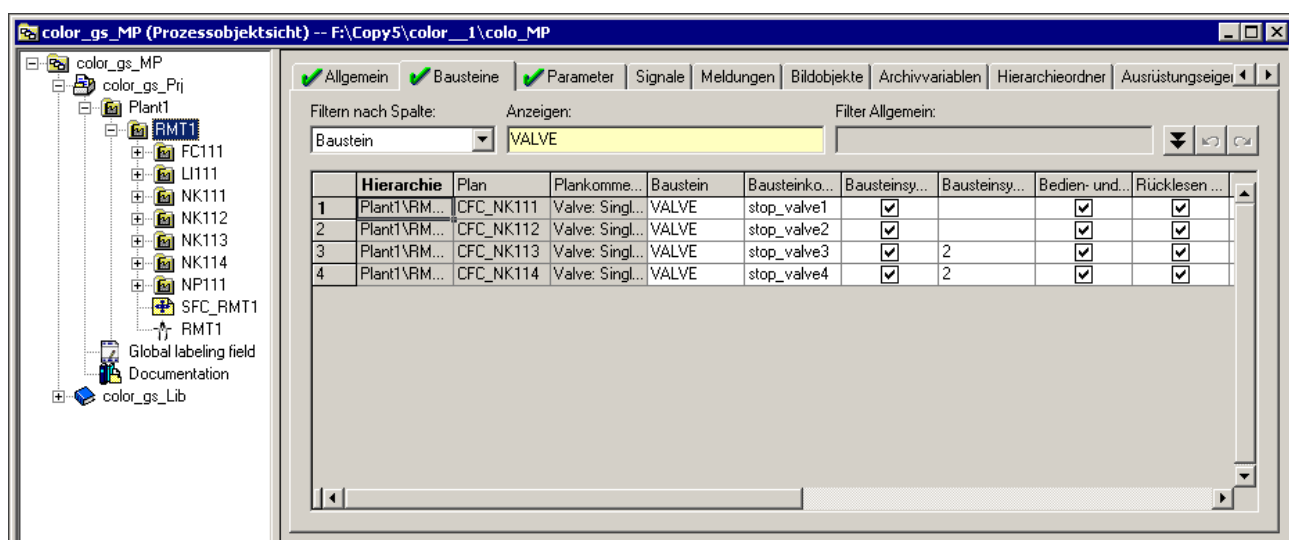 color_gs_MP (Prozessobjektsicht) -- F:\Copy5\color__1\colo_MP
color_gs_MP
color_gs_Prj
Plant1
RMT1
FC111
LI111
NK111
NK112
NK113
NK114
NP111
SFC_RMT1
RMT1
Global labeling field
Documentation
color_gs_Lib
Allgemein Bausteine Parameter Signale Meldungen Bildobjekte Archivvariablen Hierarchieordner Ausrüstungseige
Filtern nach Spalte: Anzeigen: Filter Allgemein:
Baustein VALVE
Hierarchie Plan Plankomme... Baustein Bausteinko... Bausteinsy... Bausteinsy... Bedien- und... Rücklesen ...
1 Plant1\RM... CFC_NK111 Valve: Singl... VALVE stop_valve1
2 Plant1\RM... CFC_NK112 Valve: Singl... VALVE stop_valve2
3 Plant1\RM... CFC_NK113 Valve: Singl... VALVE stop_valve3 2
4 Plant1\RM... CFC_NK114 Valve: Singl... VALVE stop_valve4 2